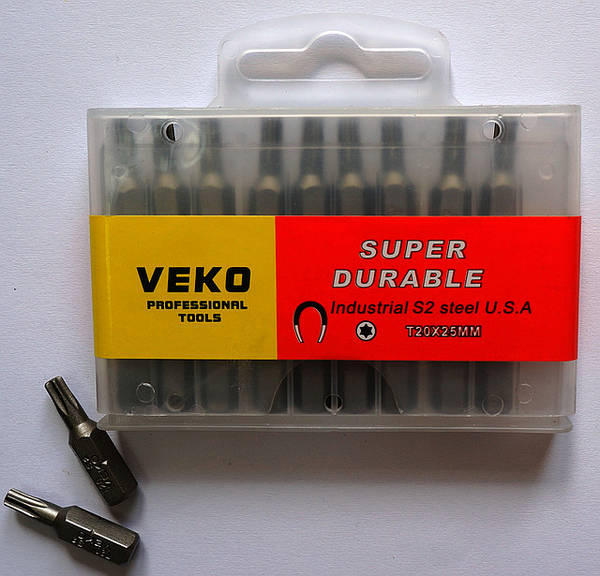 VEKO
PROFESSIONAL
TOOLS
SUPER
DURABLE
Industrial S2 steel U.S.A
T20X25MM